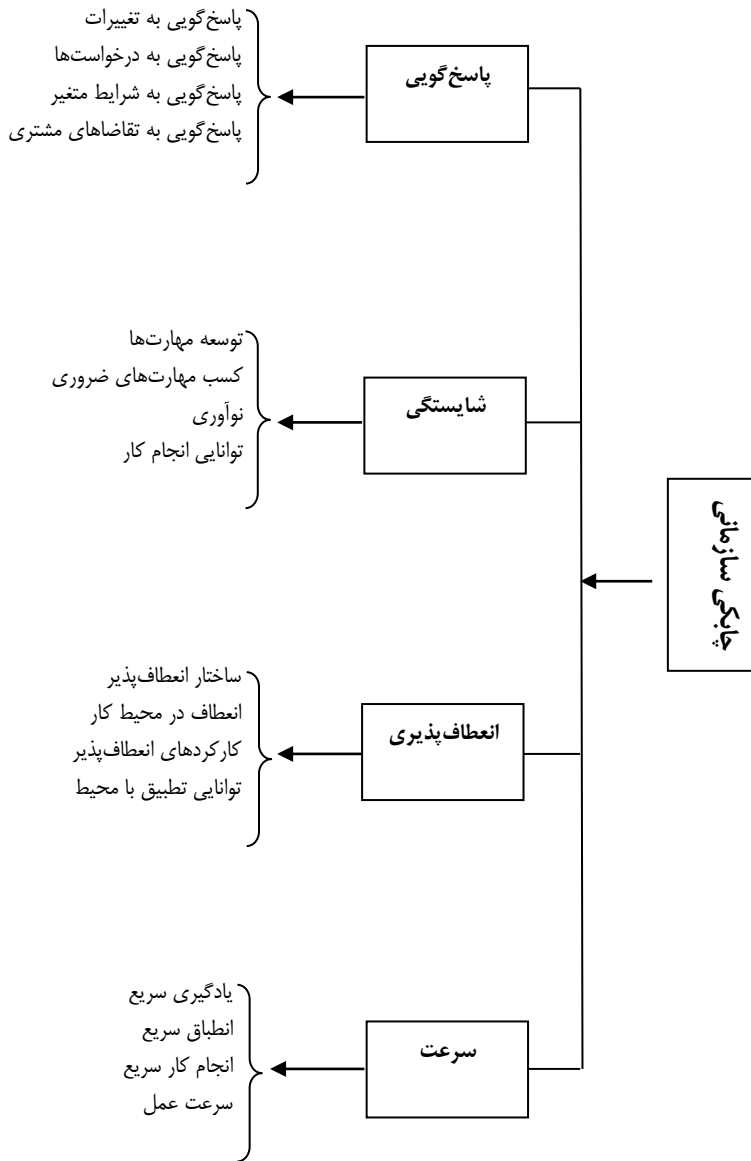 چابکی سازمانی
پاسخ‌گویی
پاسخ‌گویی به تغییرات
پاسخ‌گویی به درخواست‌ها
پاسخ‌گویی به شرایط متغیر
پاسخ‌گویی به تقاضاهای مشتری
شایستگی
توسعه مهارت‌ها
کسب مهارت‌های ضروری
نوآوری
توانایی انجام کار
انعطاف‌پذیری
ساختار انعطاف‌پذیر
انعطاف در محیط کار
کارکردهای انعطاف‌پذیر
توانایی تطبیق با محیط
سرعت
یادگیری سریع
انطباق سریع
انجام کار سریع
سرعت عمل